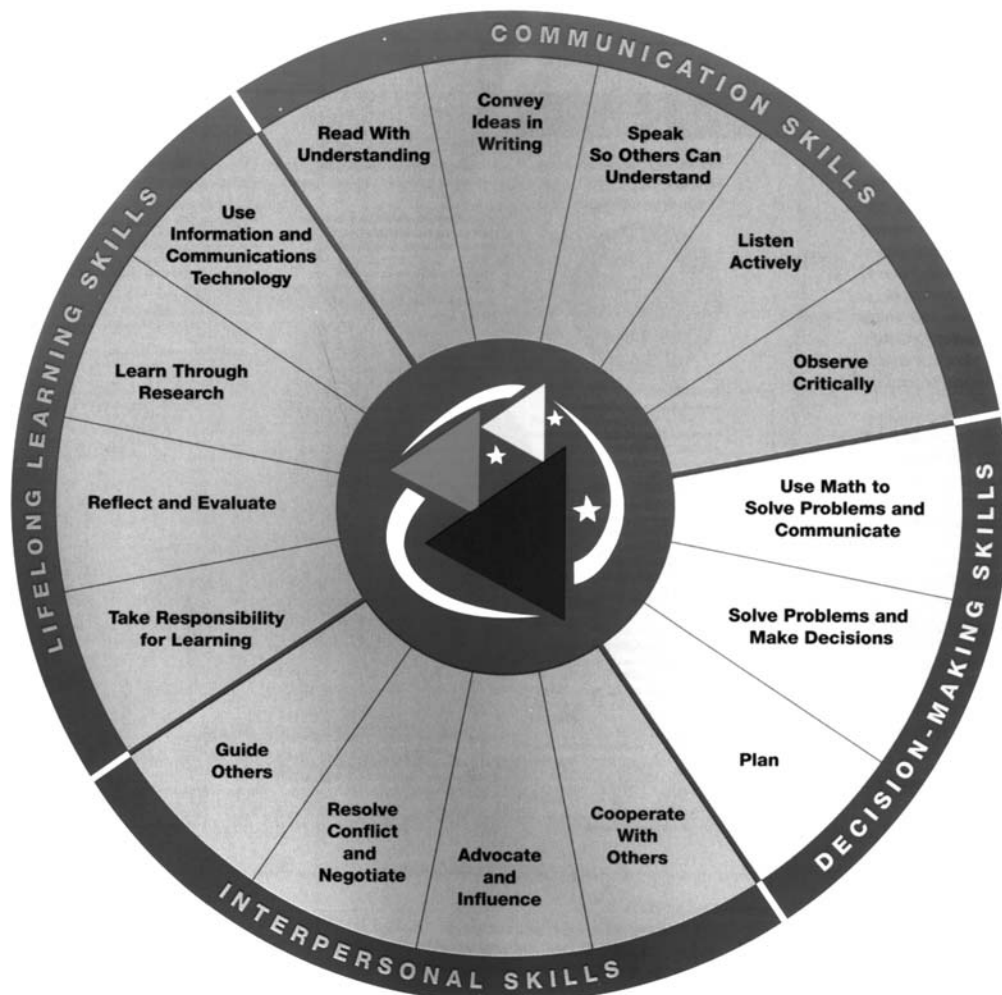 COMMUNICATION SKILLS
Read With
Understanding
Convey
Ideas in
Writing
Speak
So Others Can
Understand
Listen
Actively
Observe
Critically
DECISION-MAKING SKILLS
Use Math to
Solve Problems and
Communicate
Solve Problems and
Make Decisions
Plan
INTERPERSONAL SKILLS
Cooperate
With
Others
Advocate
and
Influence
Resolve
Conflict
and
Negotiate
Guide
Others
LIFELONG LEARNING SKILLS
Take Responsibility
for Learning
Reflect and Evaluate
Learn Through
Research
Use
Information and
Communications
Technology